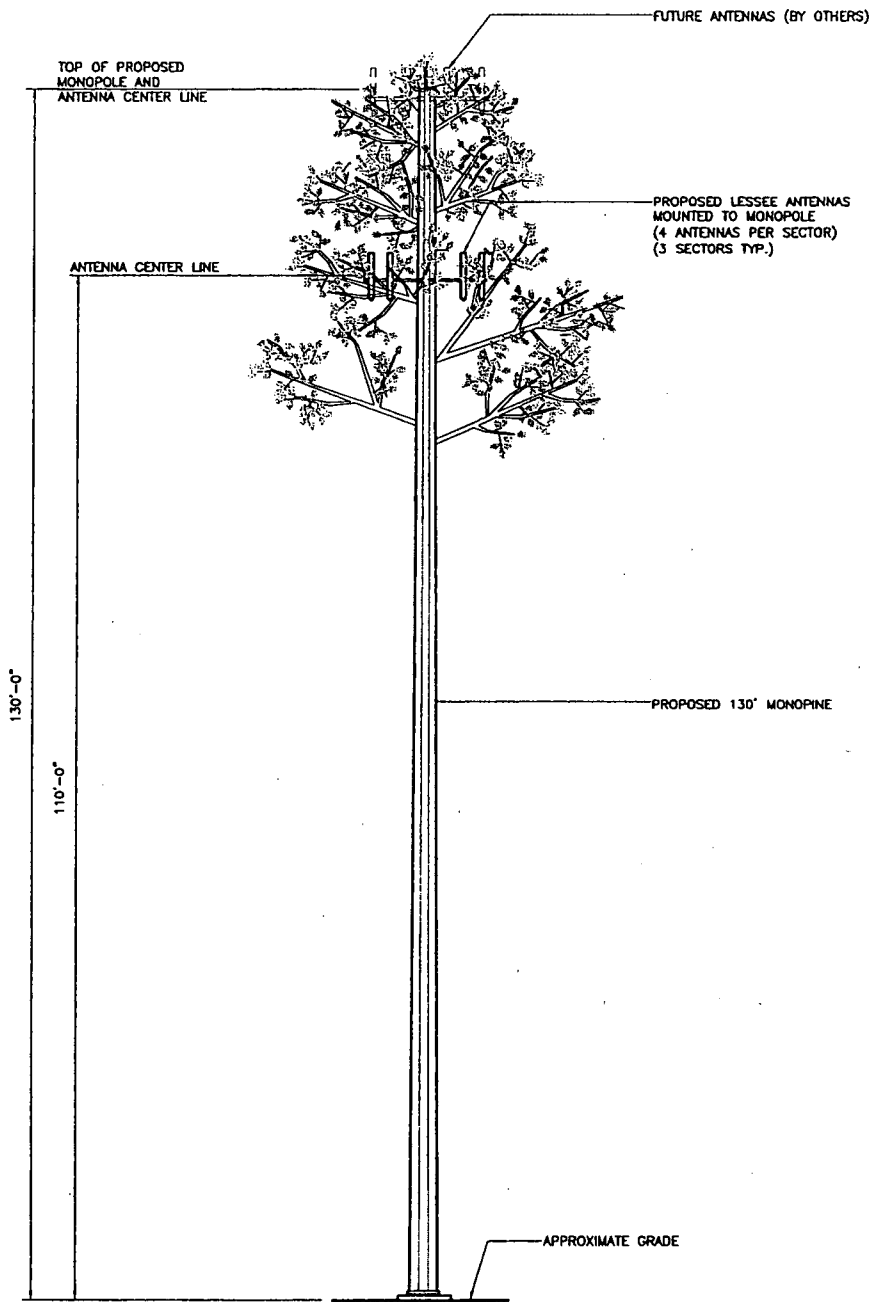 FUTURE ANTENNAS (BY OTHERS)
TOP OF PROPOSED
MONOPOLE AND
ANTENNA CENTER LINE
PROPOSED LESSEE ANTENNAS
MOUNTED TO MONOPOLE
(4 ANTENNAS PER SECTOR)
(3 SECTORS TYP.)
ANTENNA CENTER LINE
130'-0"
110'-0"
PROPOSED 130' MONOPINE
APPROXIMATE GRADE